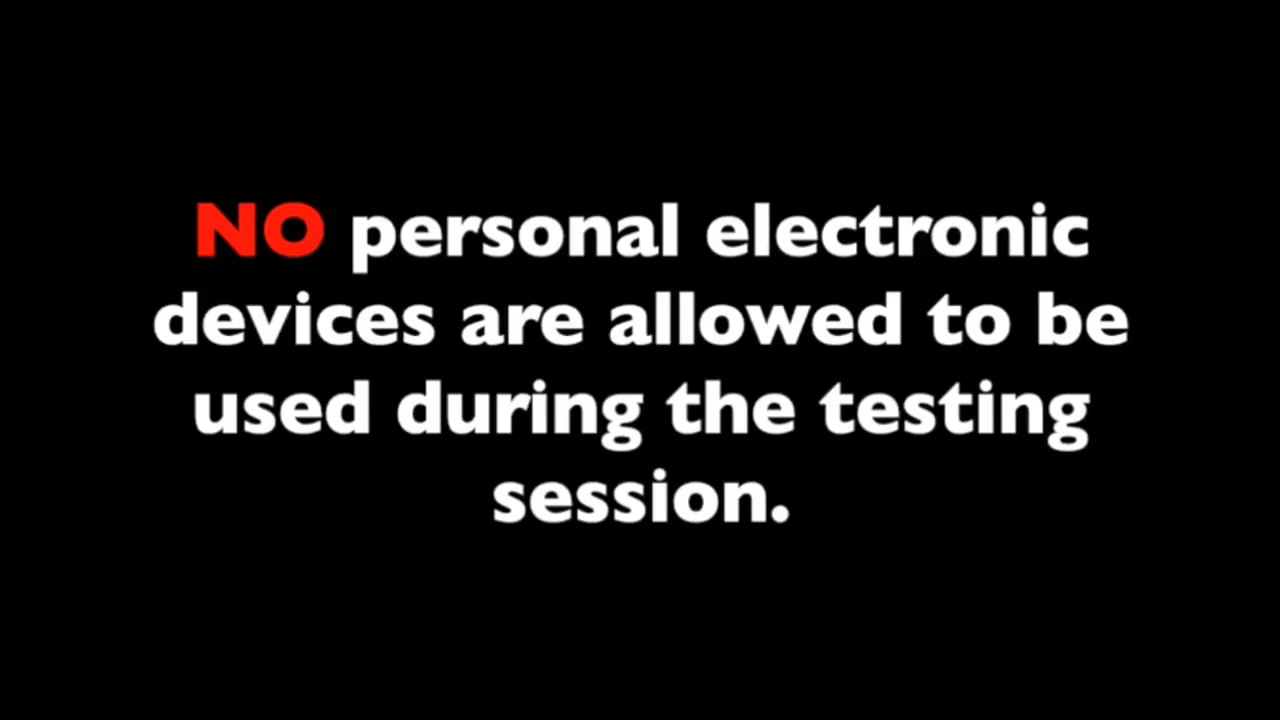 NO personal electronic
devices are allowed to be
used during the testing
session.